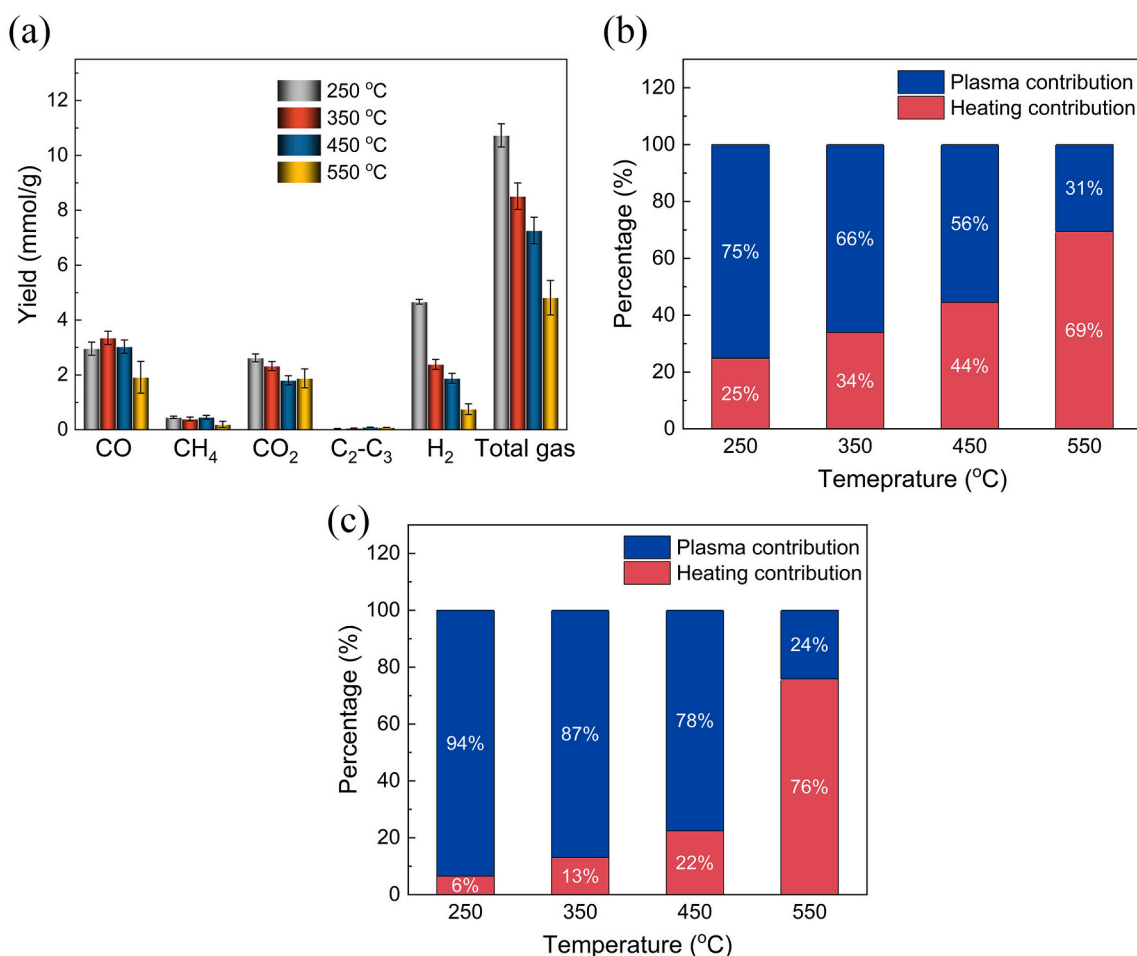 (a)
Yield (mmol/g)
12
10
8
6
4
2
0
250 °C
350 °C
450 °C
550 °C
CO CH₄ CO₂ C₂-C₃ H₂ Total gas
(b)
Percentage (%)
120
100
80
60
40
20
0
Plasma contribution
Heating contribution
75% 66% 56% 31%
25% 34% 44% 69%
250 350 450 550
Temeprature (°C)
(c)
Percentage (%)
120
100
80
60
40
20
0
Plasma contribution
Heating contribution
94% 87% 78% 24%
6% 13% 22% 76%
250 350 450 550
Temperature (°C)